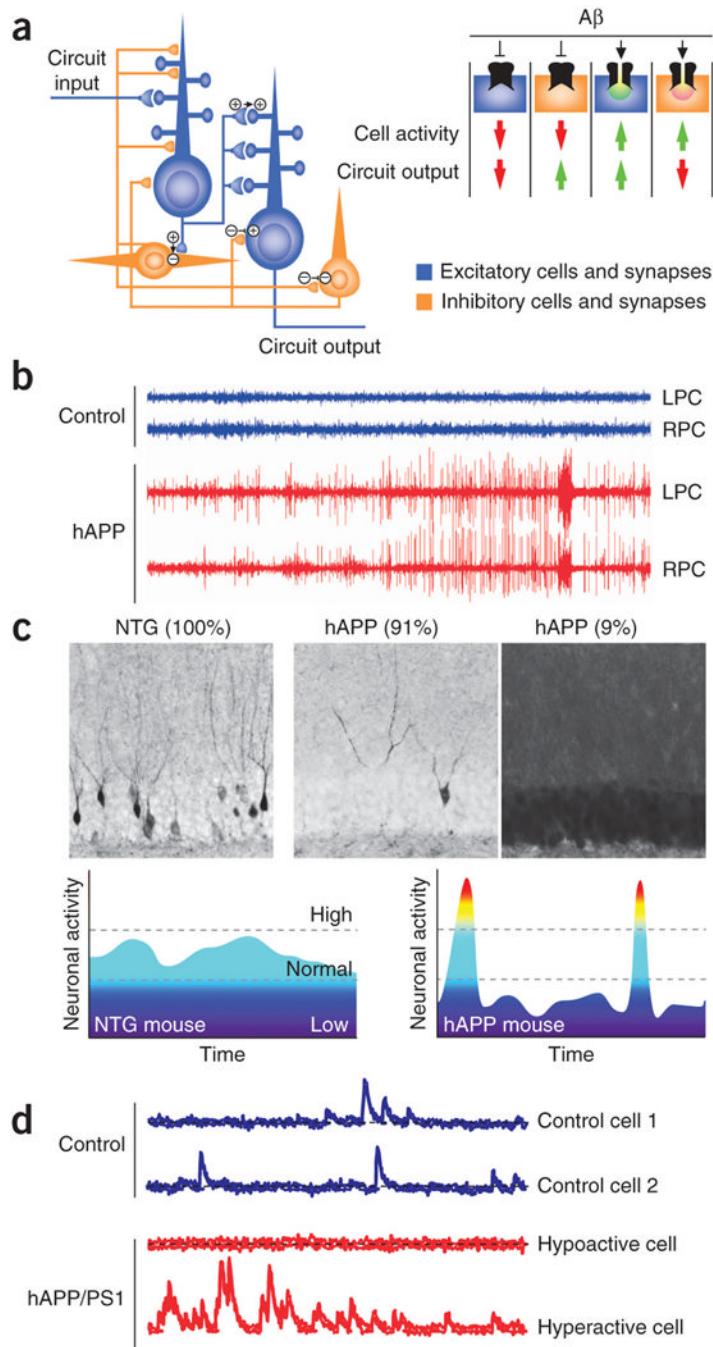 a
Circuit
input
Aβ
Cell activity
Circuit output
Excitatory cells and synapses
Inhibitory cells and synapses
Circuit output
b
Control
LPC
RPC
hAPP
LPC
RPC
c
NTG (100%)
hAPP (91%)
hAPP (9%)
Neuronal activity
High
Normal
NTG mouse
Low
Time
Neuronal activity
hAPP mouse
Time
d
Control
Control cell 1
Control cell 2
hAPP/PS1
Hypoactive cell
Hyperactive cell